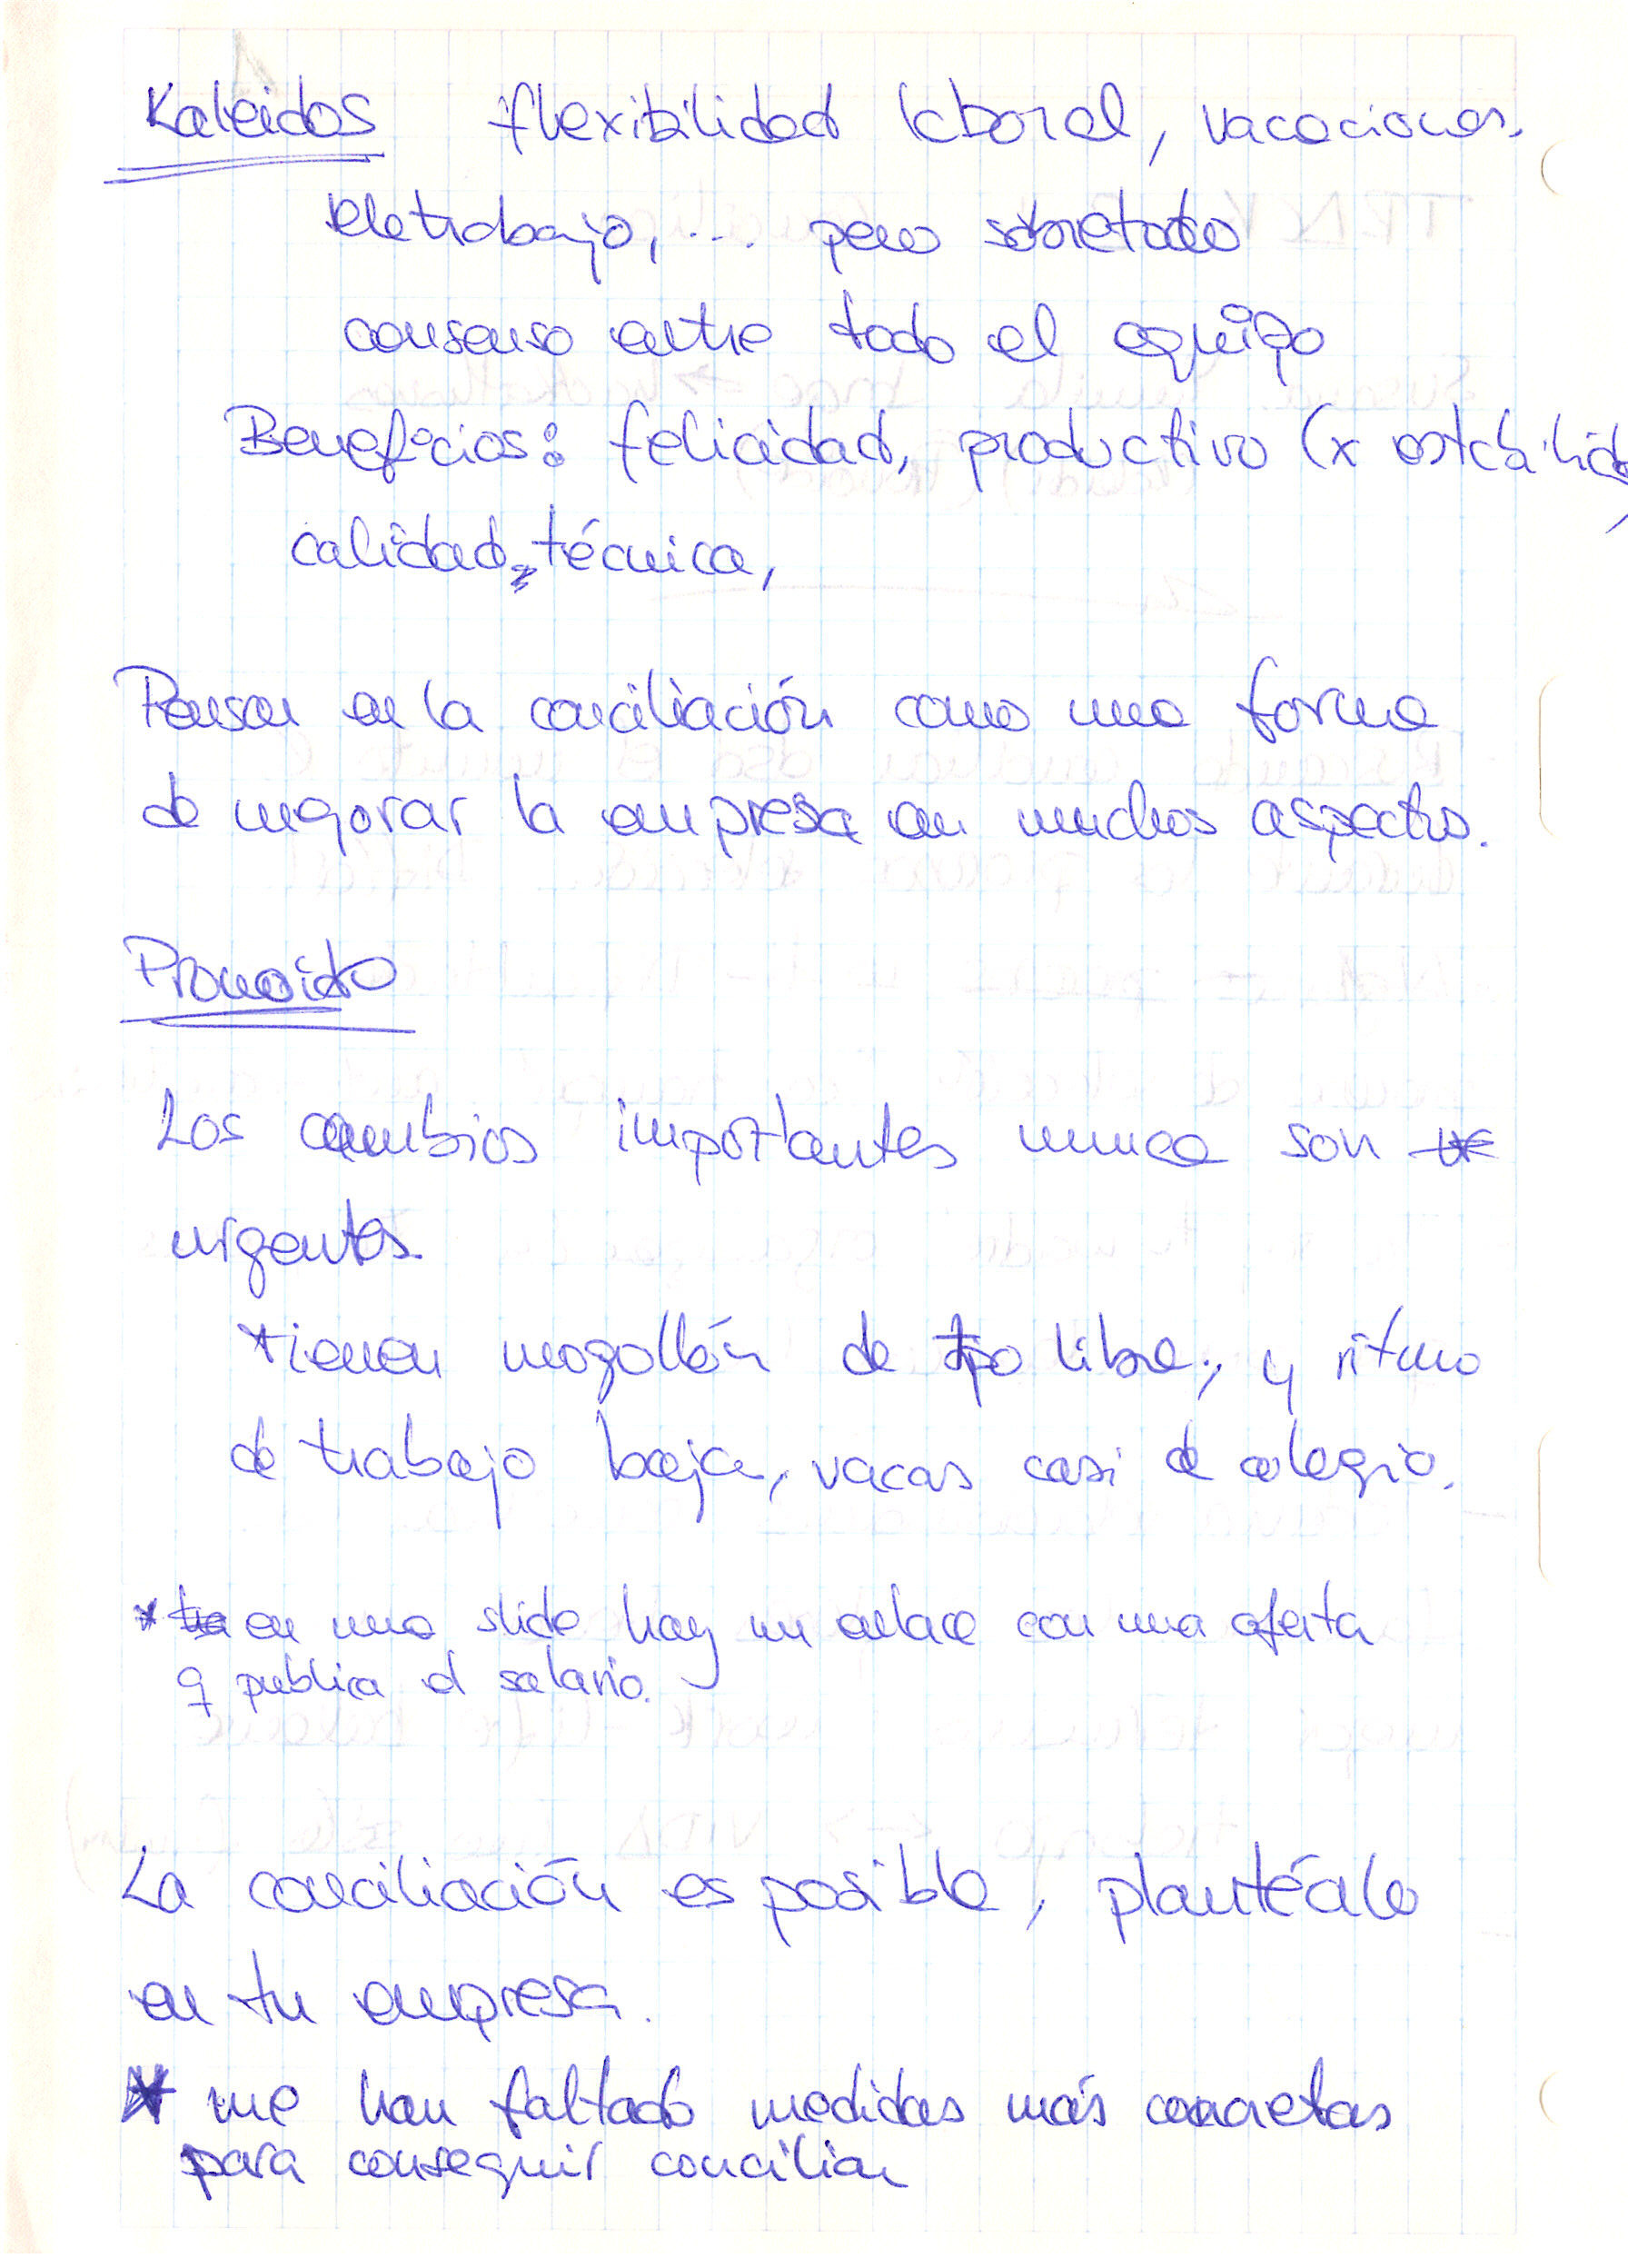 Kaleidos flexibilidad laboral, vacaciones.
teletrabajo, ... pero sobretodo
consenso entre todo el equipo
Beneficios: felicidad, productivo (x estabilid
calidad, técnica,
Pensar en la conciliación como una forma
de mejorar la empresa en muchos aspectos.
Promoido
Los cambios importantes nunca son
urgentes.
tienen mogollón de tpo libre, y ritmo
de trabajo baja, vacas casi de colegio.
* en una slide hay un enlace con una oferta
q publica el salario.
La conciliación es posible, plantéalo
en tu empresa.
* me han faltado medidas más concretas
para conseguir conciliar